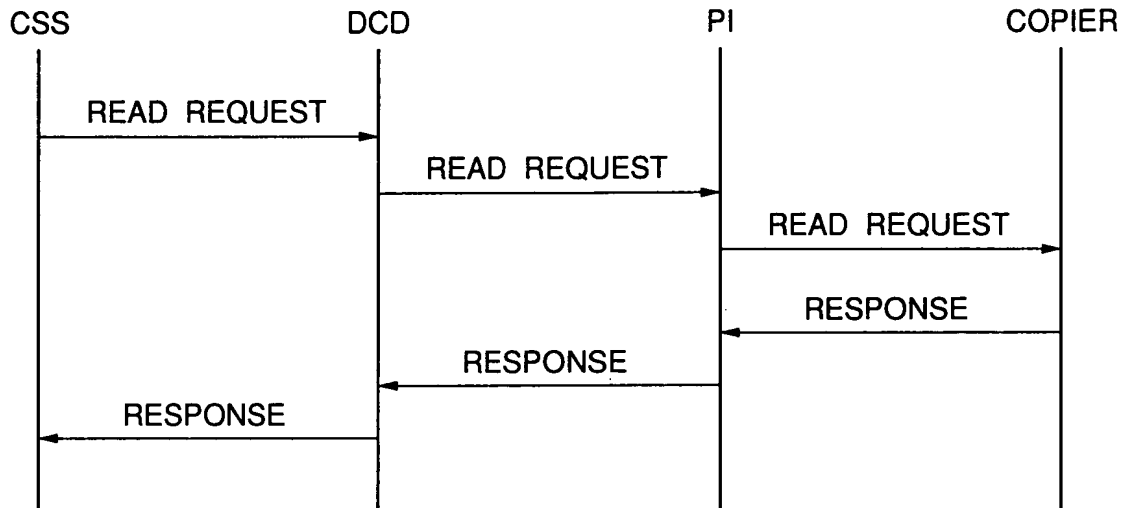 CSS DCD PI COPIER
READ REQUEST
READ REQUEST
READ REQUEST
RESPONSE
RESPONSE
RESPONSE